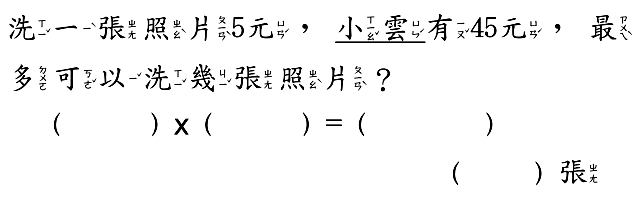 洗一張照片5元，小雲有45元，最
多可以洗幾張照片？
(　　　)×(　　　)=(　　　)
(　　　)張